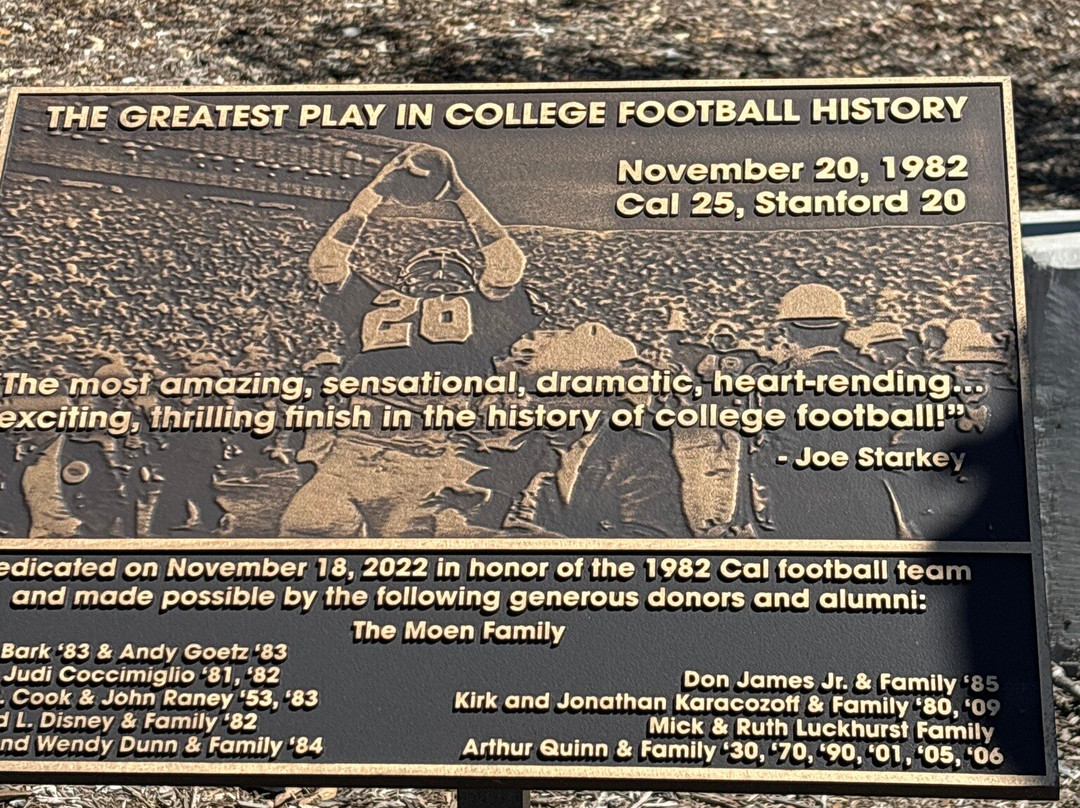 THE GREATEST PLAY IN COLLEGE FOOTBALL HISTORY
November 20, 1982
Cal 25, Stanford 20
20
“The most amazing, sensational, dramatic, heart-rending...
exciting, thrilling finish in the history of college football!”
- Joe Starkey
edicated on November 18, 2022 in honor of the 1982 Cal football team
and made possible by the following generous donors and alumni:
The Moen Family
Bark ‘83 & Andy Goetz ‘83
Judi Coccimiglio ‘81, ‘82
. Cook & John Raney ‘53, ‘83
d L. Disney & Family ‘82
nd Wendy Dunn & Family ‘84
Don James Jr. & Family ‘85
Kirk and Jonathan Karacozoff & Family ‘80, ‘09
Mick & Ruth Luckhurst Family
Arthur Quinn & Family ‘30, ‘70, ‘90, ‘01, ‘05, ‘06